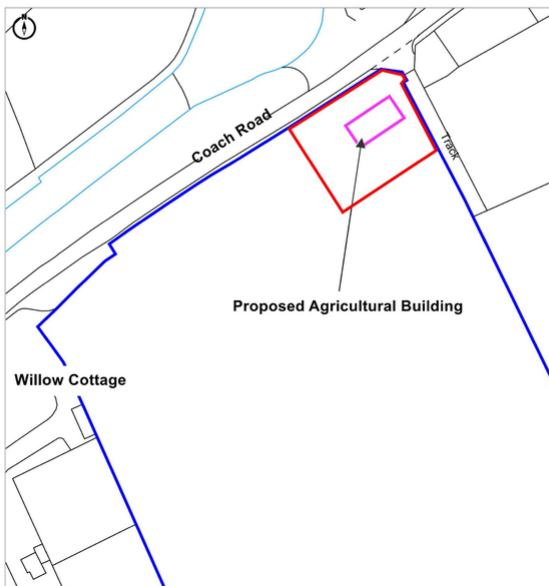 N
Coach Road
Track
Proposed Agricultural Building
Willow Cottage